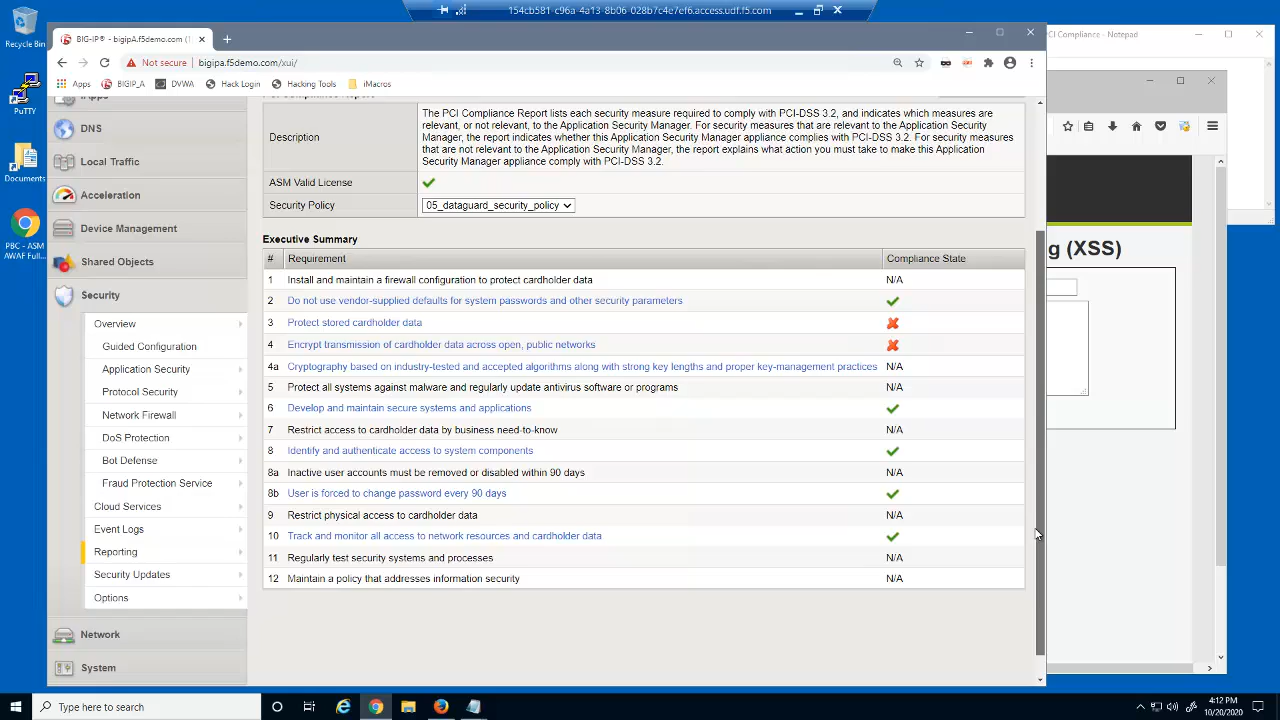 154cb581-c96a-4a13-8b06-028b7c4e7ef6.access.udf.f5.com
Recycle Bin
PuTTY
Documents
PBC - ASM
AWAF Full...
BIG-IP® - bigipA.f5demo.com (1
PCI Compliance - Notepad
Not secure
bigipa.f5demo.com/xui/
Apps
BIGIP_A
DVWA
Hack Login
Hack Template
iMacros
iApps
DNS
Local Traffic
Acceleration
Device Management
Shared Objects
Security
Overview
Guided Configuration
Application Security
Protocol Security
Network Firewall
DoS Protection
Bot Defense
Fraud Protection Service
Cloud Services
Event Logs
Reporting
Security Updates
Options
Network
System
PCI Compliance Report
Description
The PCI Compliance Report lists each security measure required to comply with PCI-DSS 3.2, and indicates which measures are
relevant, or not relevant, to the Application Security Manager. For security measures that are relevant to the Application Security
Manager, the report indicates whether this Application Security Manager appliance complies with PCI-DSS 3.2. For security measures
that are not relevant to the Application Security Manager, the report explains what action you must take to make this Application
Security Manager appliance comply with PCI-DSS 3.2.
ASM Valid License
Security Policy
05_dataguard_security_policy
Executive Summary
# Requirement Compliance State
1 Install and maintain a firewall configuration to protect cardholder data N/A
2 Do not use vendor-supplied defaults for system passwords and other security parameters
3 Protect stored cardholder data
4 Encrypt transmission of cardholder data across open, public networks
4a Cryptography based on industry-tested and accepted algorithms along with strong key lengths and proper key-management practices N/A
5 Protect all systems against malware and regularly update antivirus software or programs N/A
6 Develop and maintain secure systems and applications
7 Restrict access to cardholder data by business need-to-know N/A
8 Identify and authenticate access to system components
8a Inactive user accounts must be removed or disabled within 90 days N/A
8b User is forced to change password every 90 days
9 Restrict physical access to cardholder data N/A
10 Track and monitor all access to network resources and cardholder data
11 Regularly test security systems and processes N/A
12 Maintain a policy that addresses information security N/A
g (XSS)
Type here to search
4:12 PM
10/20/2020